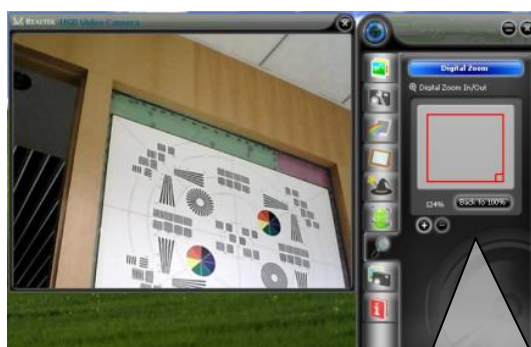 REALTEK USB Video Camera
Digital Zoom
Digital Zoom In/Out
124%
Back to 100%